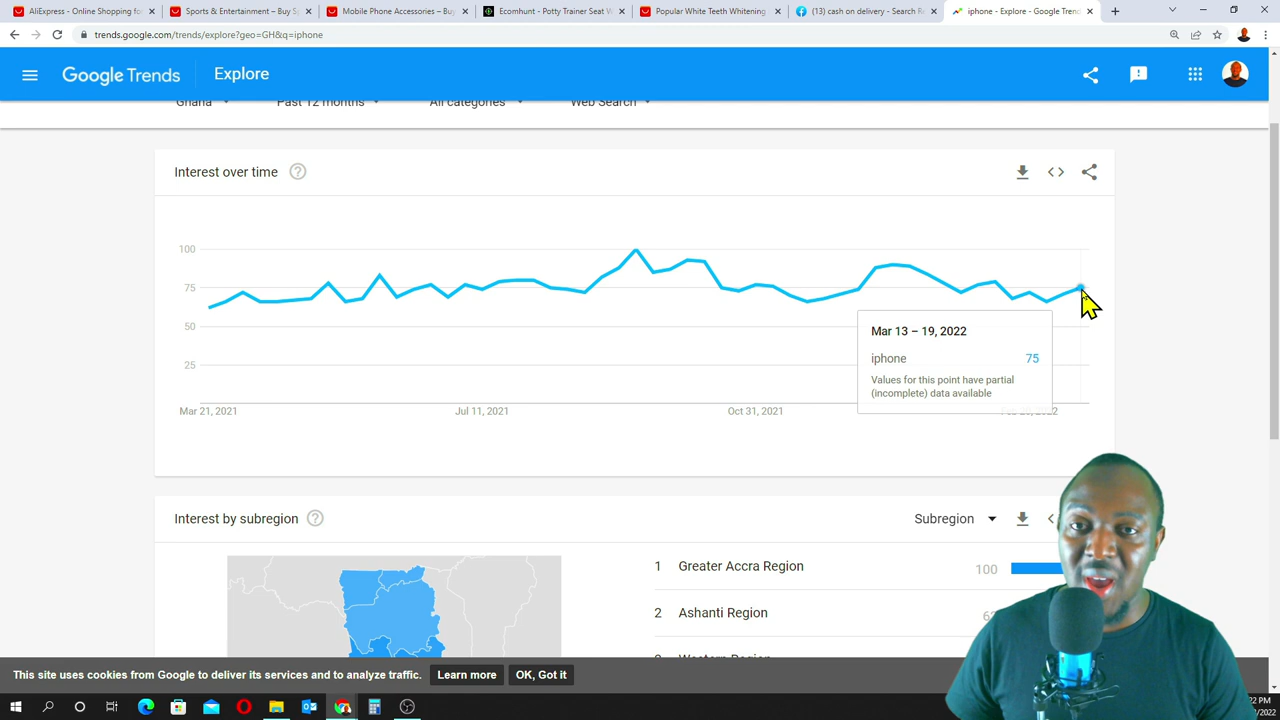 AliExpress - Online Shopping fo
Sports & Entertainment – Buy S
Mobile Phone Accessories – Buy
Ecomhunt - Potty Trainer Seat W
Popular White Teeth Whitening
(13) cash on delivery - Search R
iphone - Explore - Google Tren
trends.google.com/trends/explore?geo=GH&q=iphone
Google Trends
Explore
Ghana
Past 12 months
All categories
Web Search
Interest over time
100
75
50
25
Mar 21, 2021
Jul 11, 2021
Oct 31, 2021
Mar 13 – 19, 2022
iphone 75
Values for this point have partial
(incomplete) data available
Interest by subregion
Subregion
1 Greater Accra Region 100
2 Ashanti Region
This site uses cookies from Google to deliver its services and to analyze traffic.
Learn more
OK, Got it